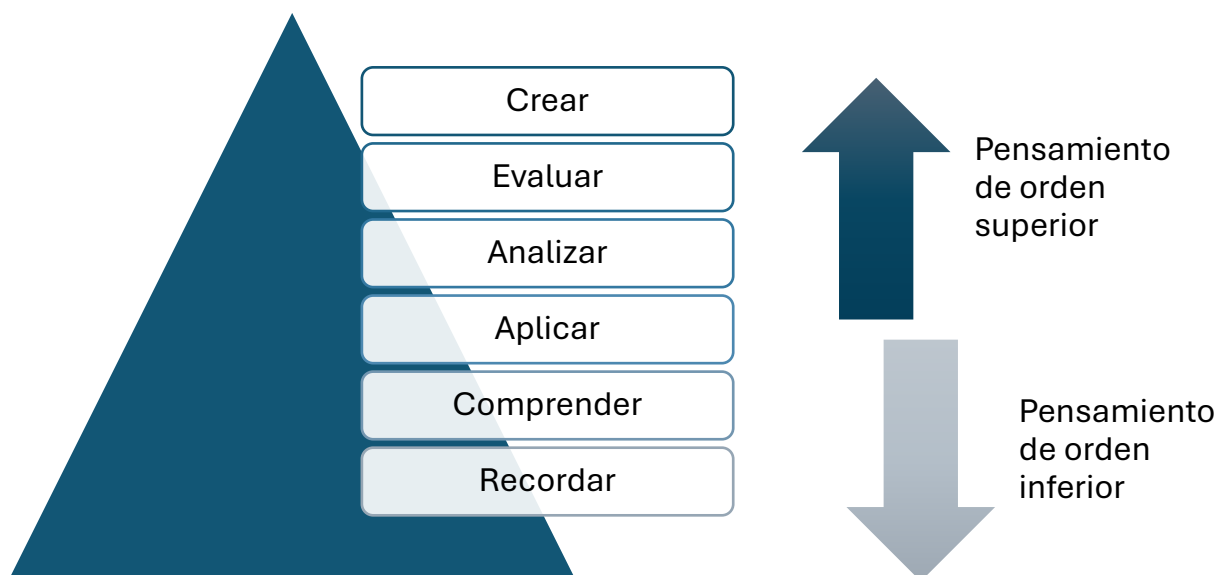 Crear
Evaluar
Analizar
Aplicar
Comprender
Recordar
Pensamiento
de orden
superior
Pensamiento
de orden
inferior